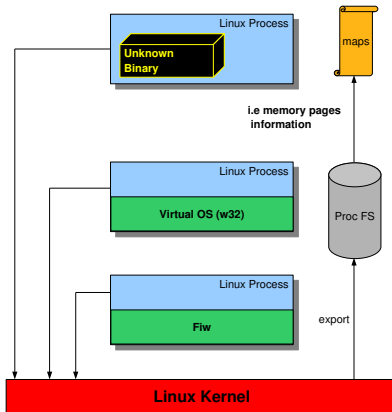 Linux Process
Unknown
Binary
maps
i.e memory pages
information
Linux Process
Virtual OS (w32)
Proc FS
Linux Process
Fiw
export
Linux Kernel